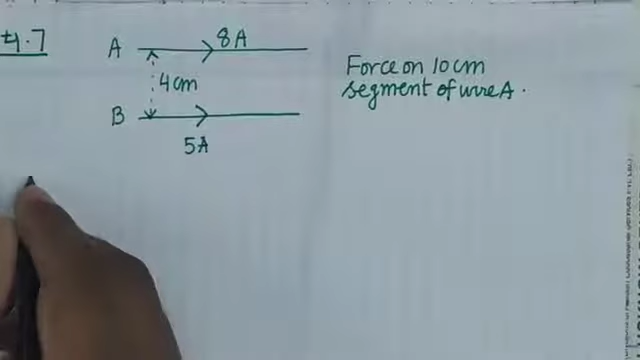 4.7
A 8A
4cm
B
5A
Force on 10cm
segment of wire A.